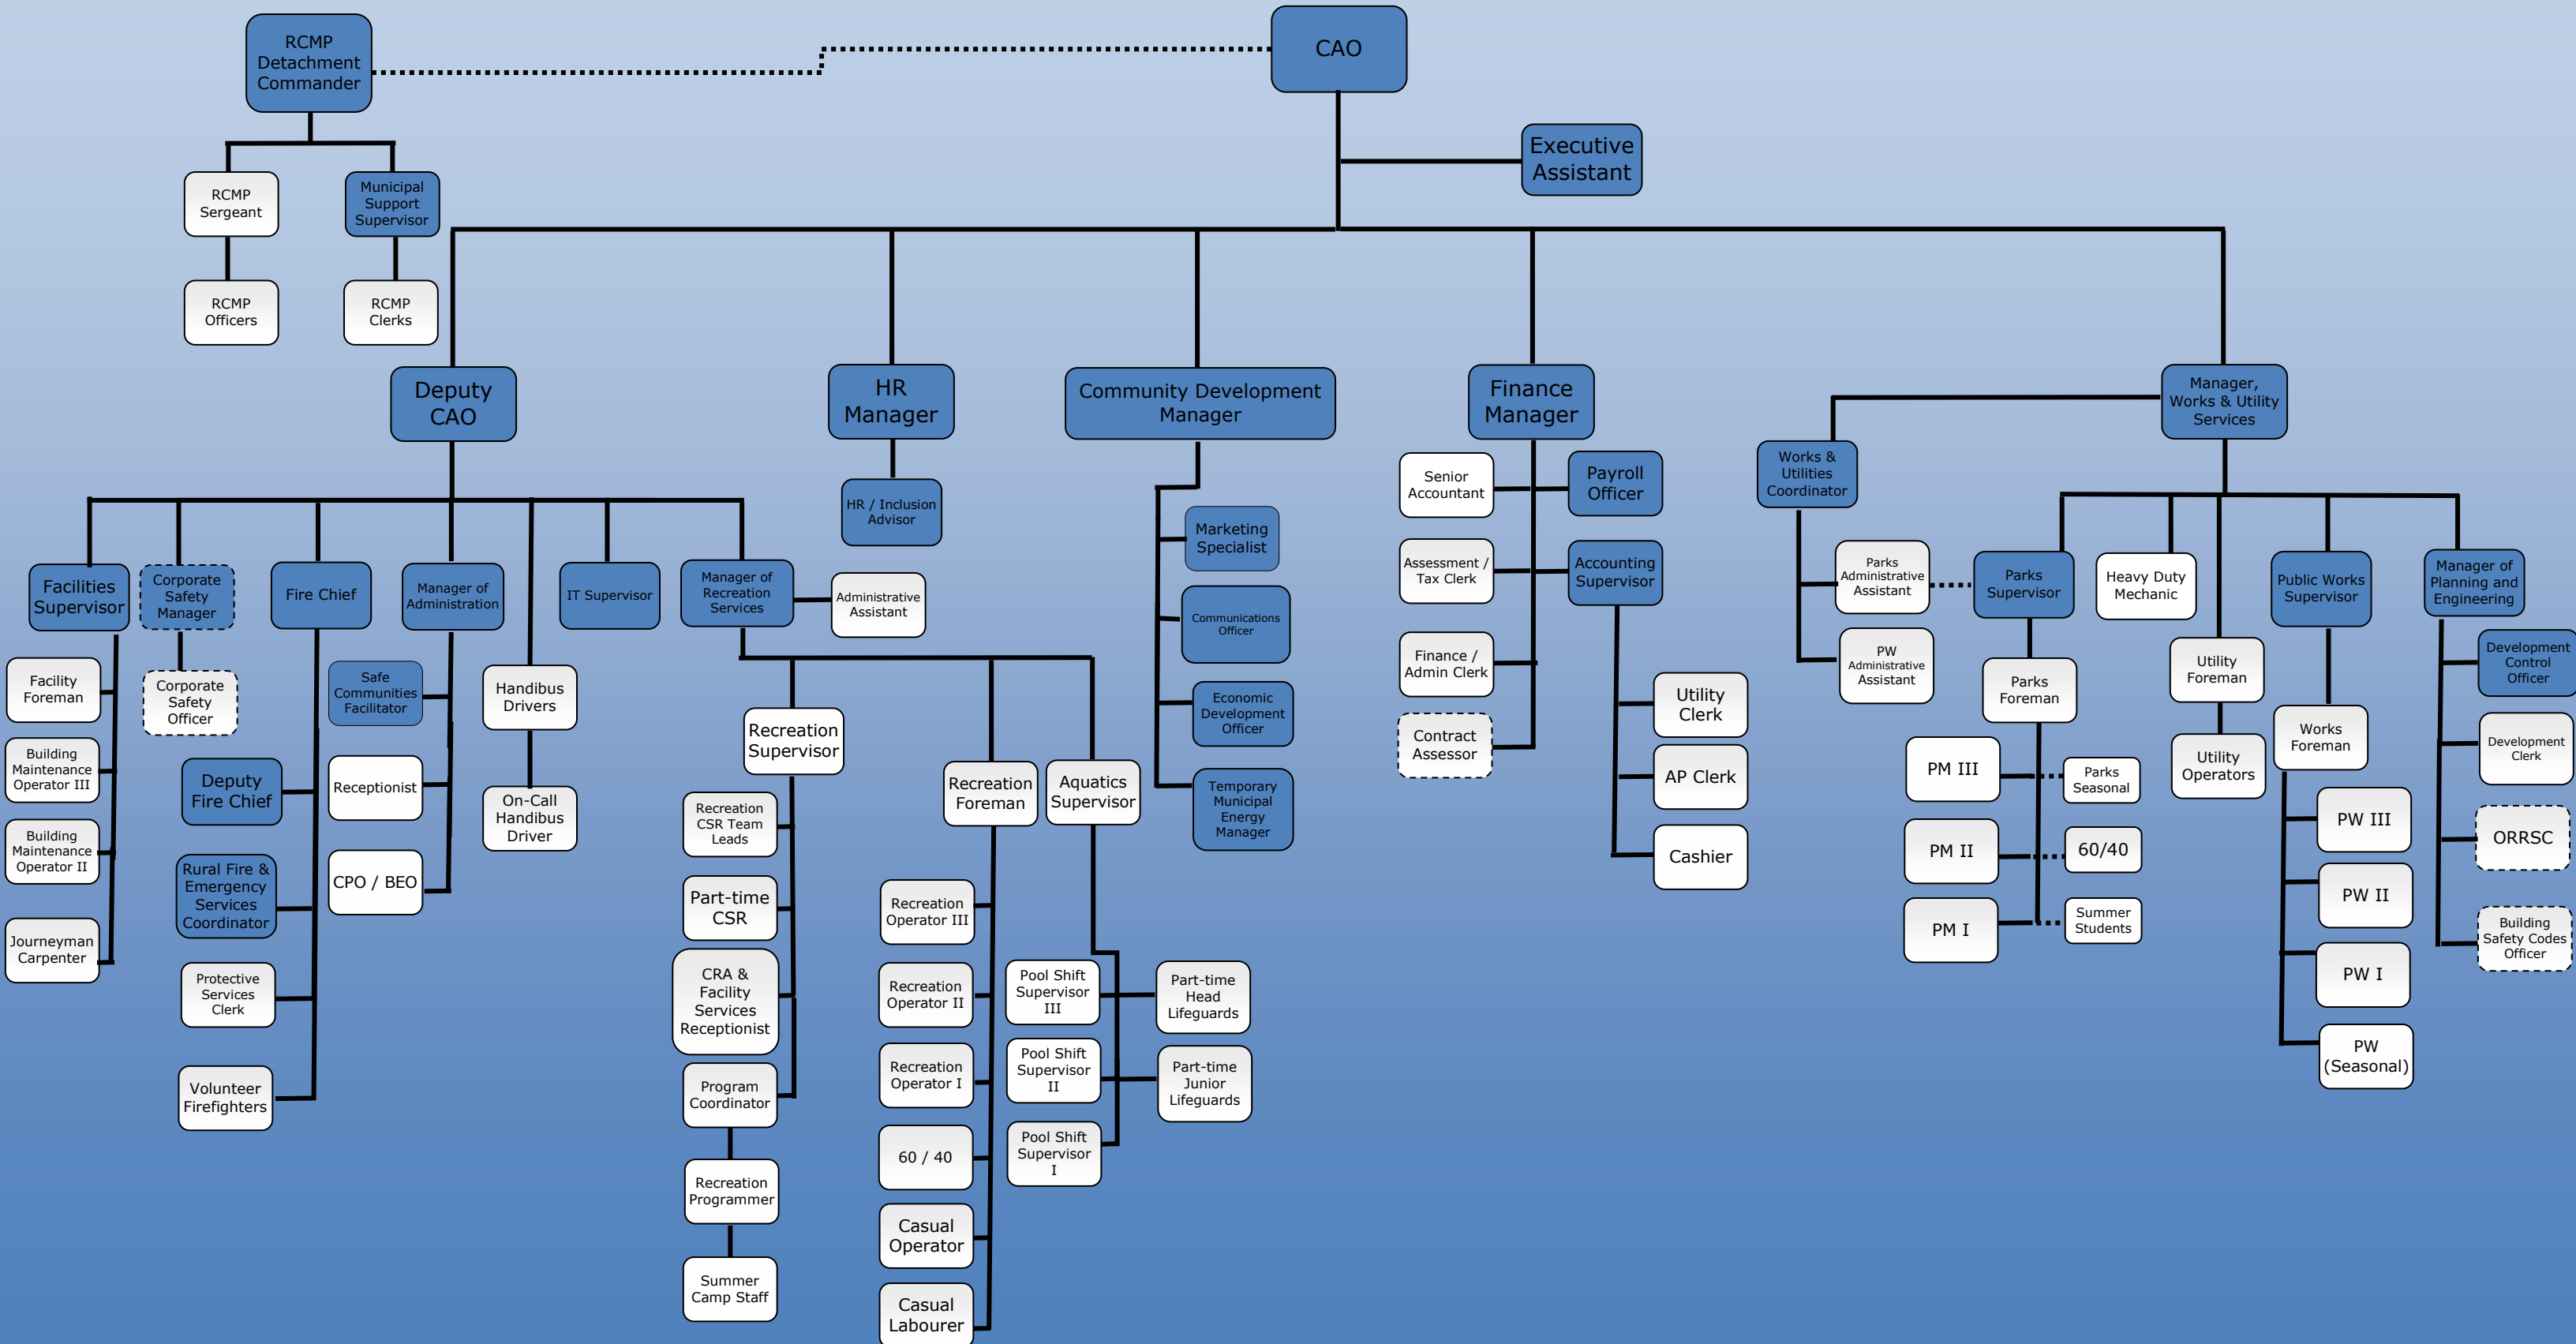 RCMP
Detachment
Commander
CAO
Executive
Assistant
RCMP
Sergeant
Municipal
Support
Supervisor
RCMP
Officers
RCMP
Clerks
Deputy
CAO
HR
Manager
Community Development
Manager
Finance
Manager
Manager,
Works & Utility
Services
HR / Inclusion
Advisor
Senior
Accountant
Payroll
Officer
Works &
Utilities
Coordinator
Facilities
Supervisor
Corporate
Safety
Manager
Fire Chief
Manager of
Administration
IT Supervisor
Manager of
Recreation
Services
Administrative
Assistant
Marketing
Specialist
Assessment /
Tax Clerk
Accounting
Supervisor
Parks
Administrative
Assistant
Parks
Supervisor
Heavy Duty
Mechanic
Public Works
Supervisor
Manager of
Planning and
Engineering
Facility
Foreman
Corporate
Safety
Officer
Safe
Communities
Facilitator
Handibus
Drivers
Communications
Officer
Finance /
Admin Clerk
PW
Administrative
Assistant
Parks
Foreman
Utility
Foreman
Development
Control
Officer
Building
Maintenance
Operator III
Deputy
Fire Chief
Receptionist
On-Call
Handibus
Driver
Recreation
Supervisor
Recreation
Foreman
Aquatics
Supervisor
Economic
Development
Officer
Contract
Assessor
Utility
Clerk
PM III
Parks
Seasonal
Utility
Operators
Works
Foreman
Development
Clerk
Building
Maintenance
Operator II
Rural Fire &
Emergency
Services
Coordinator
CPO / BEO
Recreation
CSR Team
Leads
Temporary
Municipal
Energy
Manager
AP Clerk
PM II
60/40
PW III
ORRSC
Journeyman
Carpenter
Protective
Services
Clerk
Part-time
CSR
Recreation
Operator III
Cashier
PM I
Summer
Students
PW II
Building
Safety Codes
Officer
Volunteer
Firefighters
CRA &
Facility
Services
Receptionist
Recreation
Operator II
Pool Shift
Supervisor
III
Part-time
Head
Lifeguards
PW I
Program
Coordinator
Recreation
Operator I
Pool Shift
Supervisor
II
Part-time
Junior
Lifeguards
PW
(Seasonal)
Recreation
Programmer
60 / 40
Pool Shift
Supervisor
I
Summer
Camp Staff
Casual
Operator
Casual
Labourer